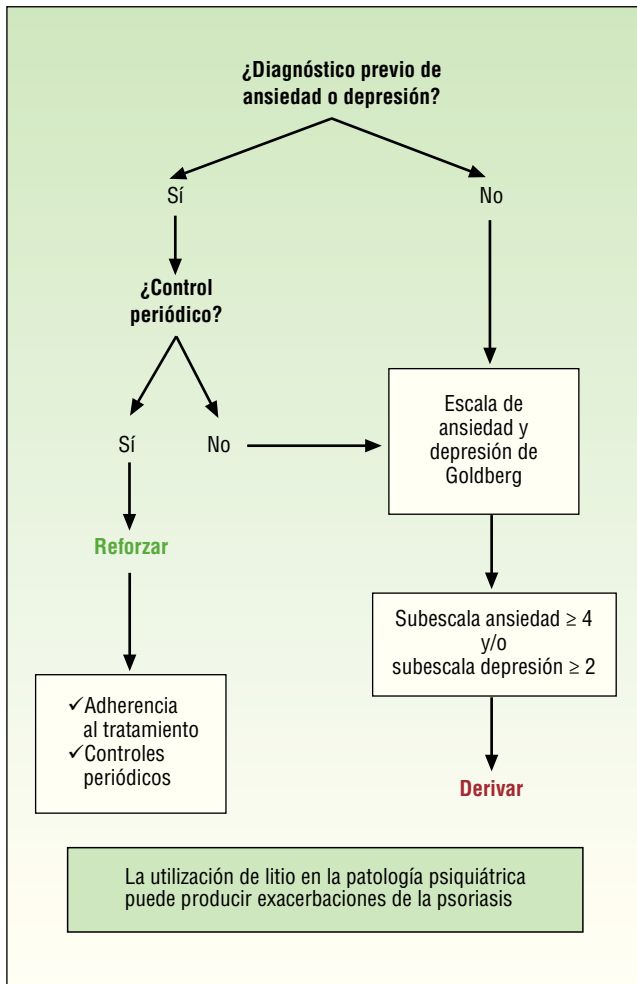 ¿Diagnóstico previo de
ansiedad o depresión?
Sí
No
¿Control
periódico?
Sí
No
Escala de
ansiedad y
depresión de
Goldberg
Reforzar
Subescala ansiedad ≥ 4
y/o
subescala depresión ≥ 2
✓Adherencia
al tratamiento
✓Controles
periódicos
Derivar
La utilización de litio en la patología psiquiátrica
puede producir exacerbaciones de la psoriasis